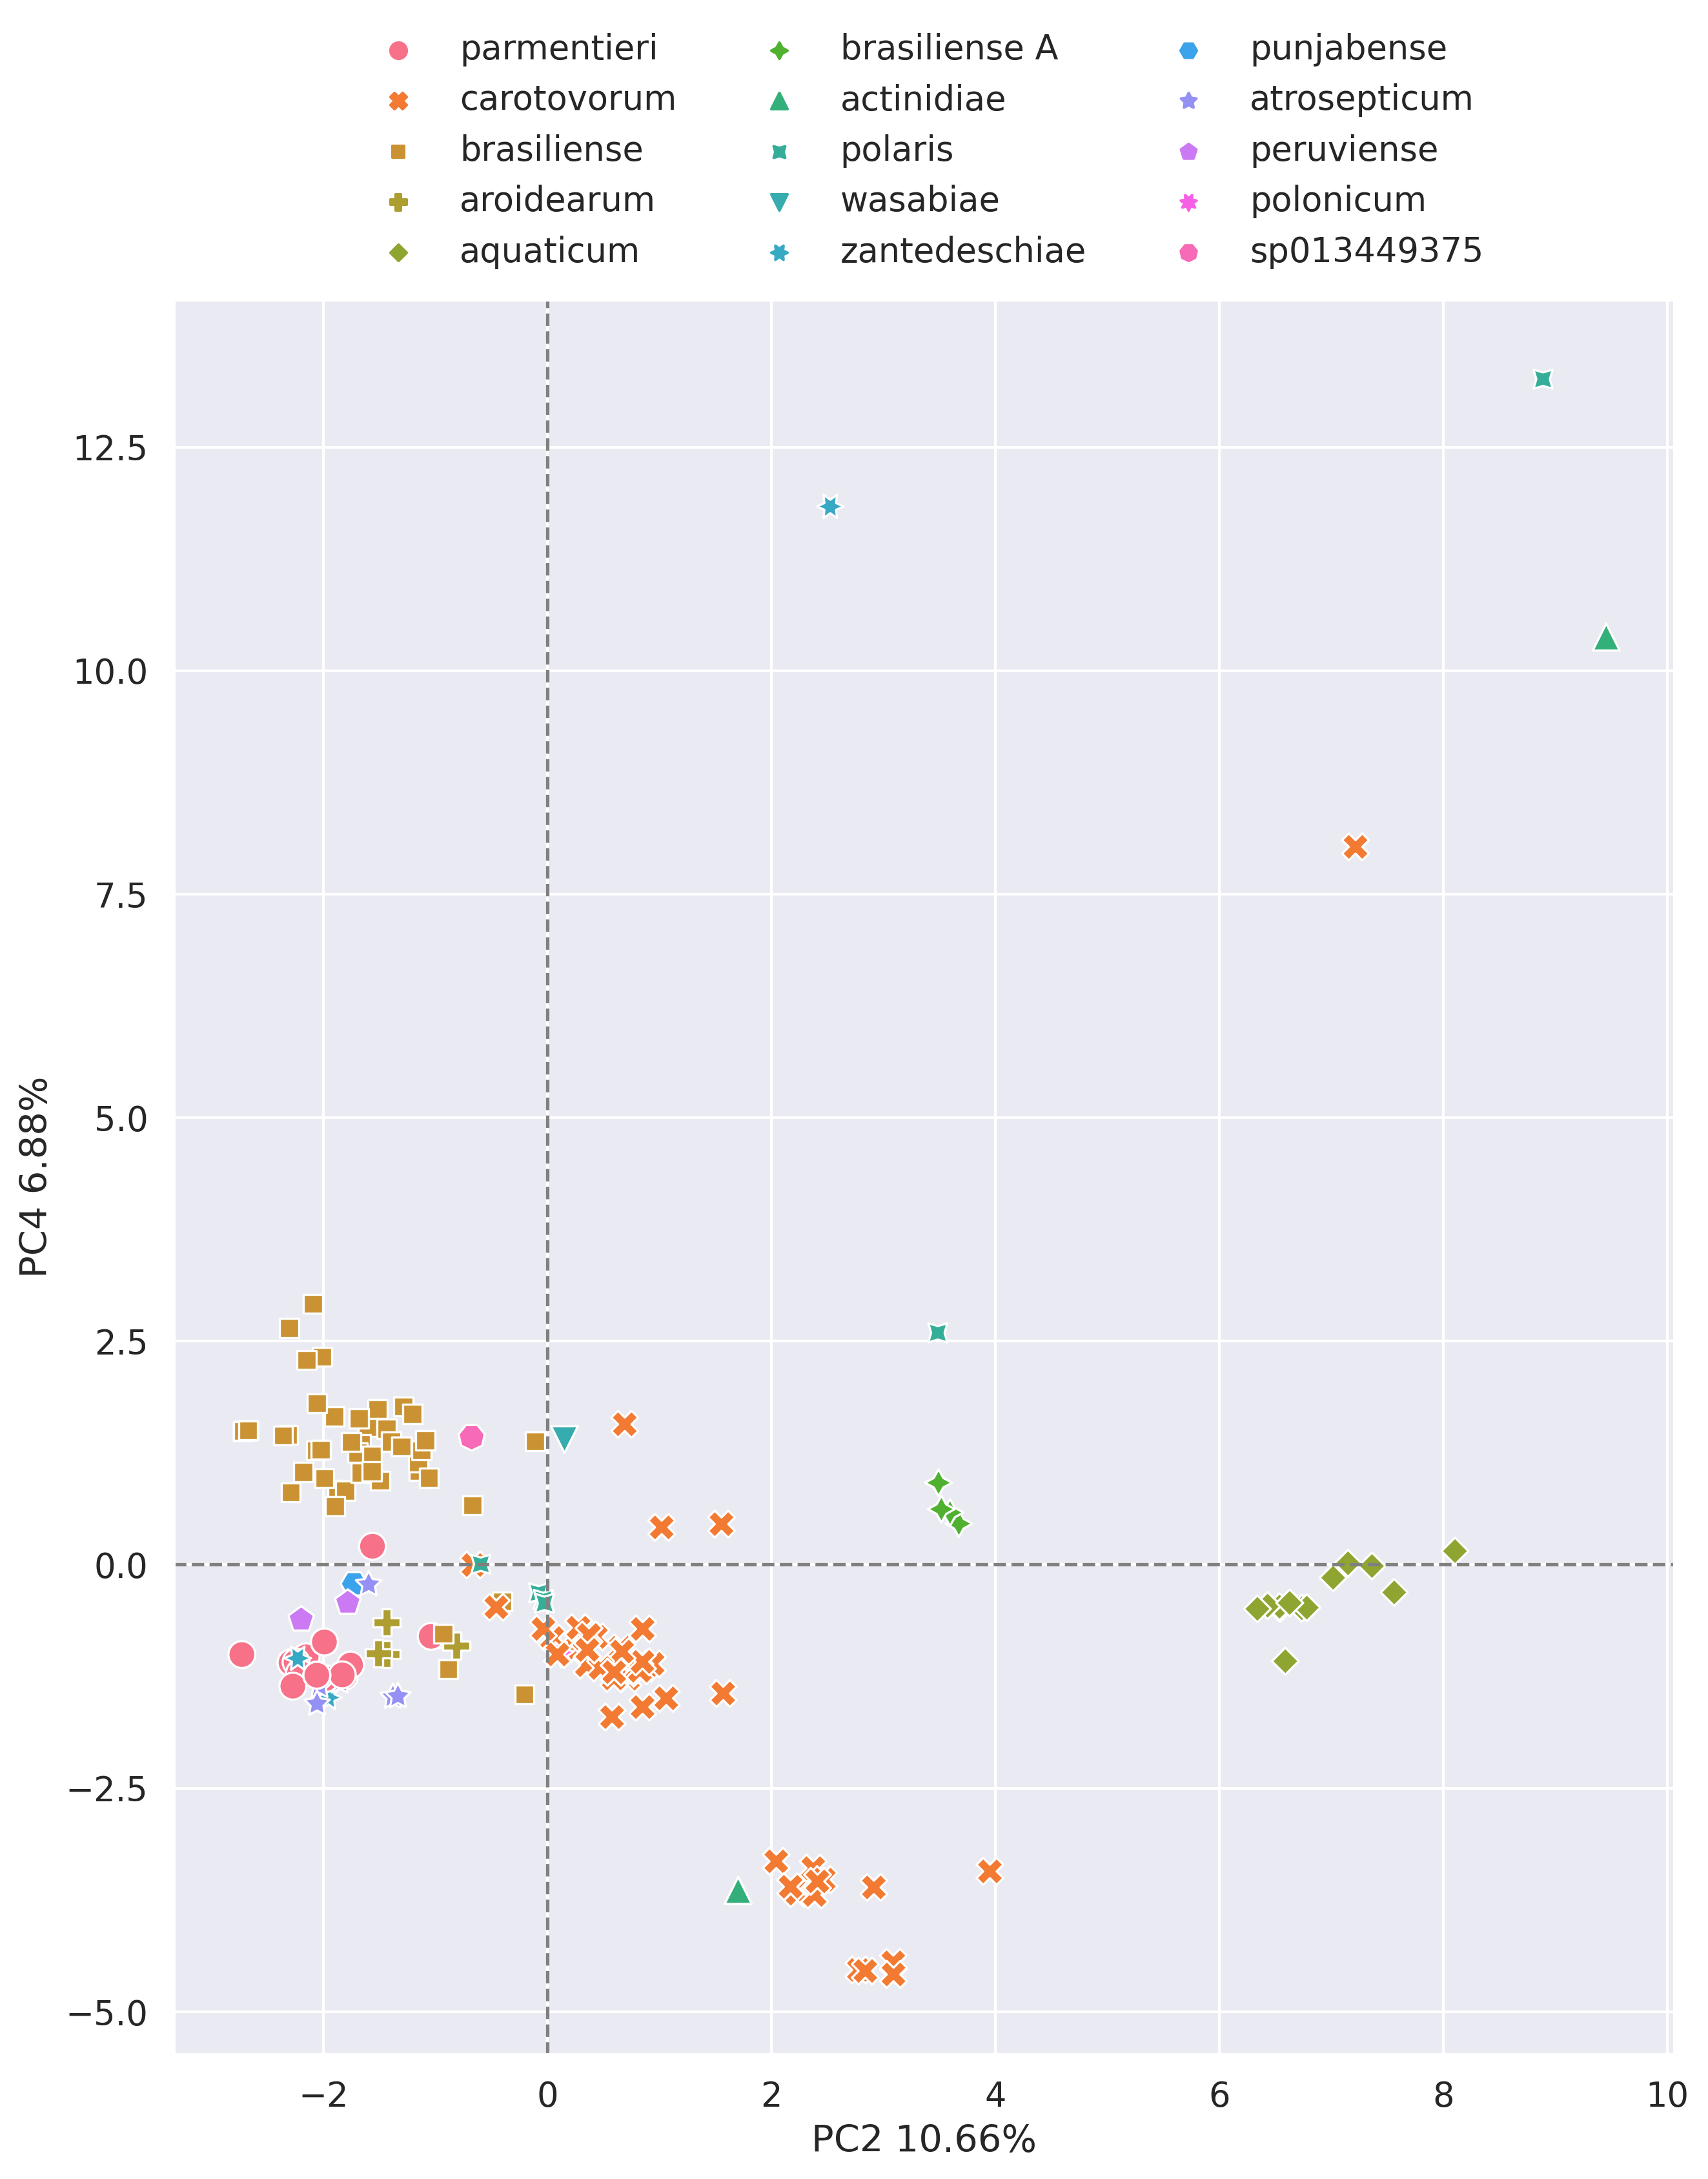 parmentieri
carotovorum
brasiliense
aroidearum
aquaticum
brasiliense A
actinidiae
polaris
wasabiae
zantedeschiae
punjabense
atrosepticum
peruviense
polonicum
sp013449375
12.5
10.0
7.5
5.0
2.5
0.0
−2.5
−5.0
PC4 6.88%
−2 0 2 4 6 8 10
PC2 10.66%